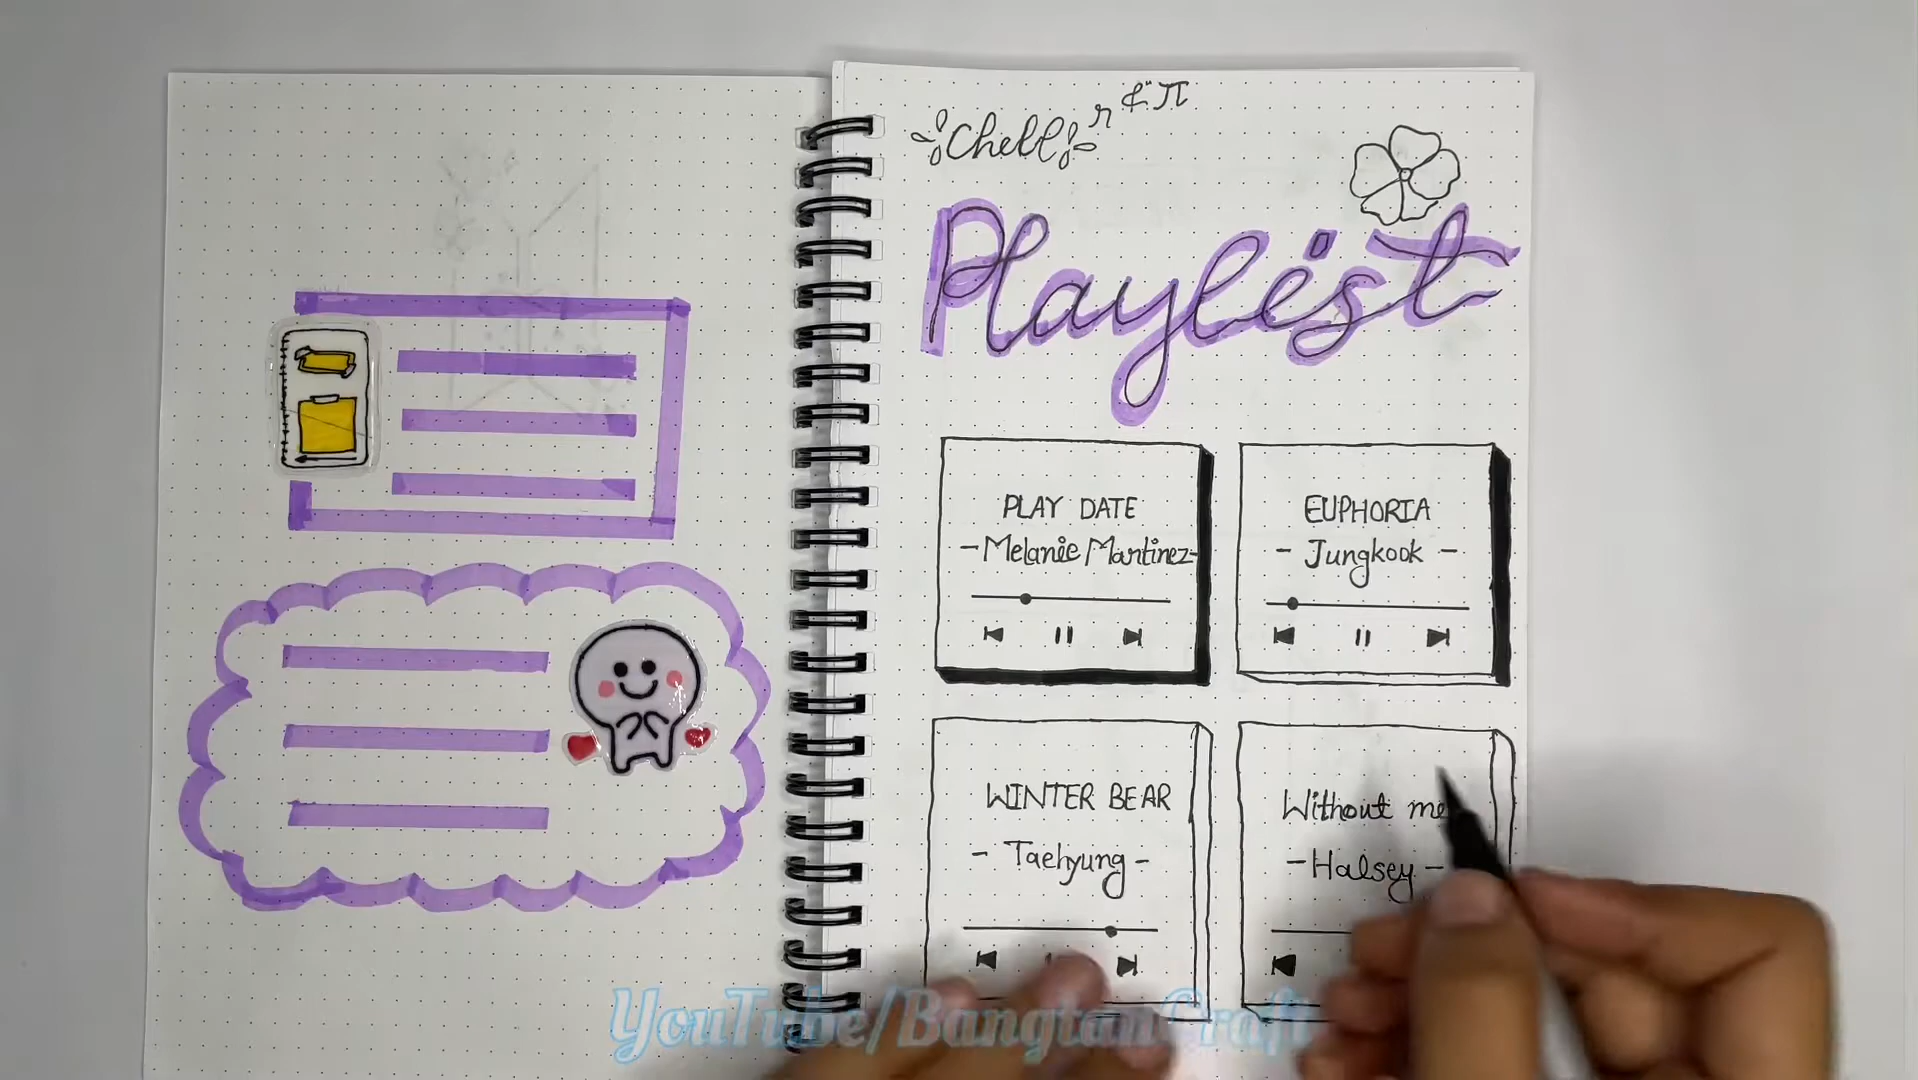 Chell
Playlist
PLAY DATE
- Melanie Martinez -
EUPHORIA
- Jungkook -
WINTER BEAR
- Taehyung -
Without me
- Halsey -
YouTube/BangtanCraft